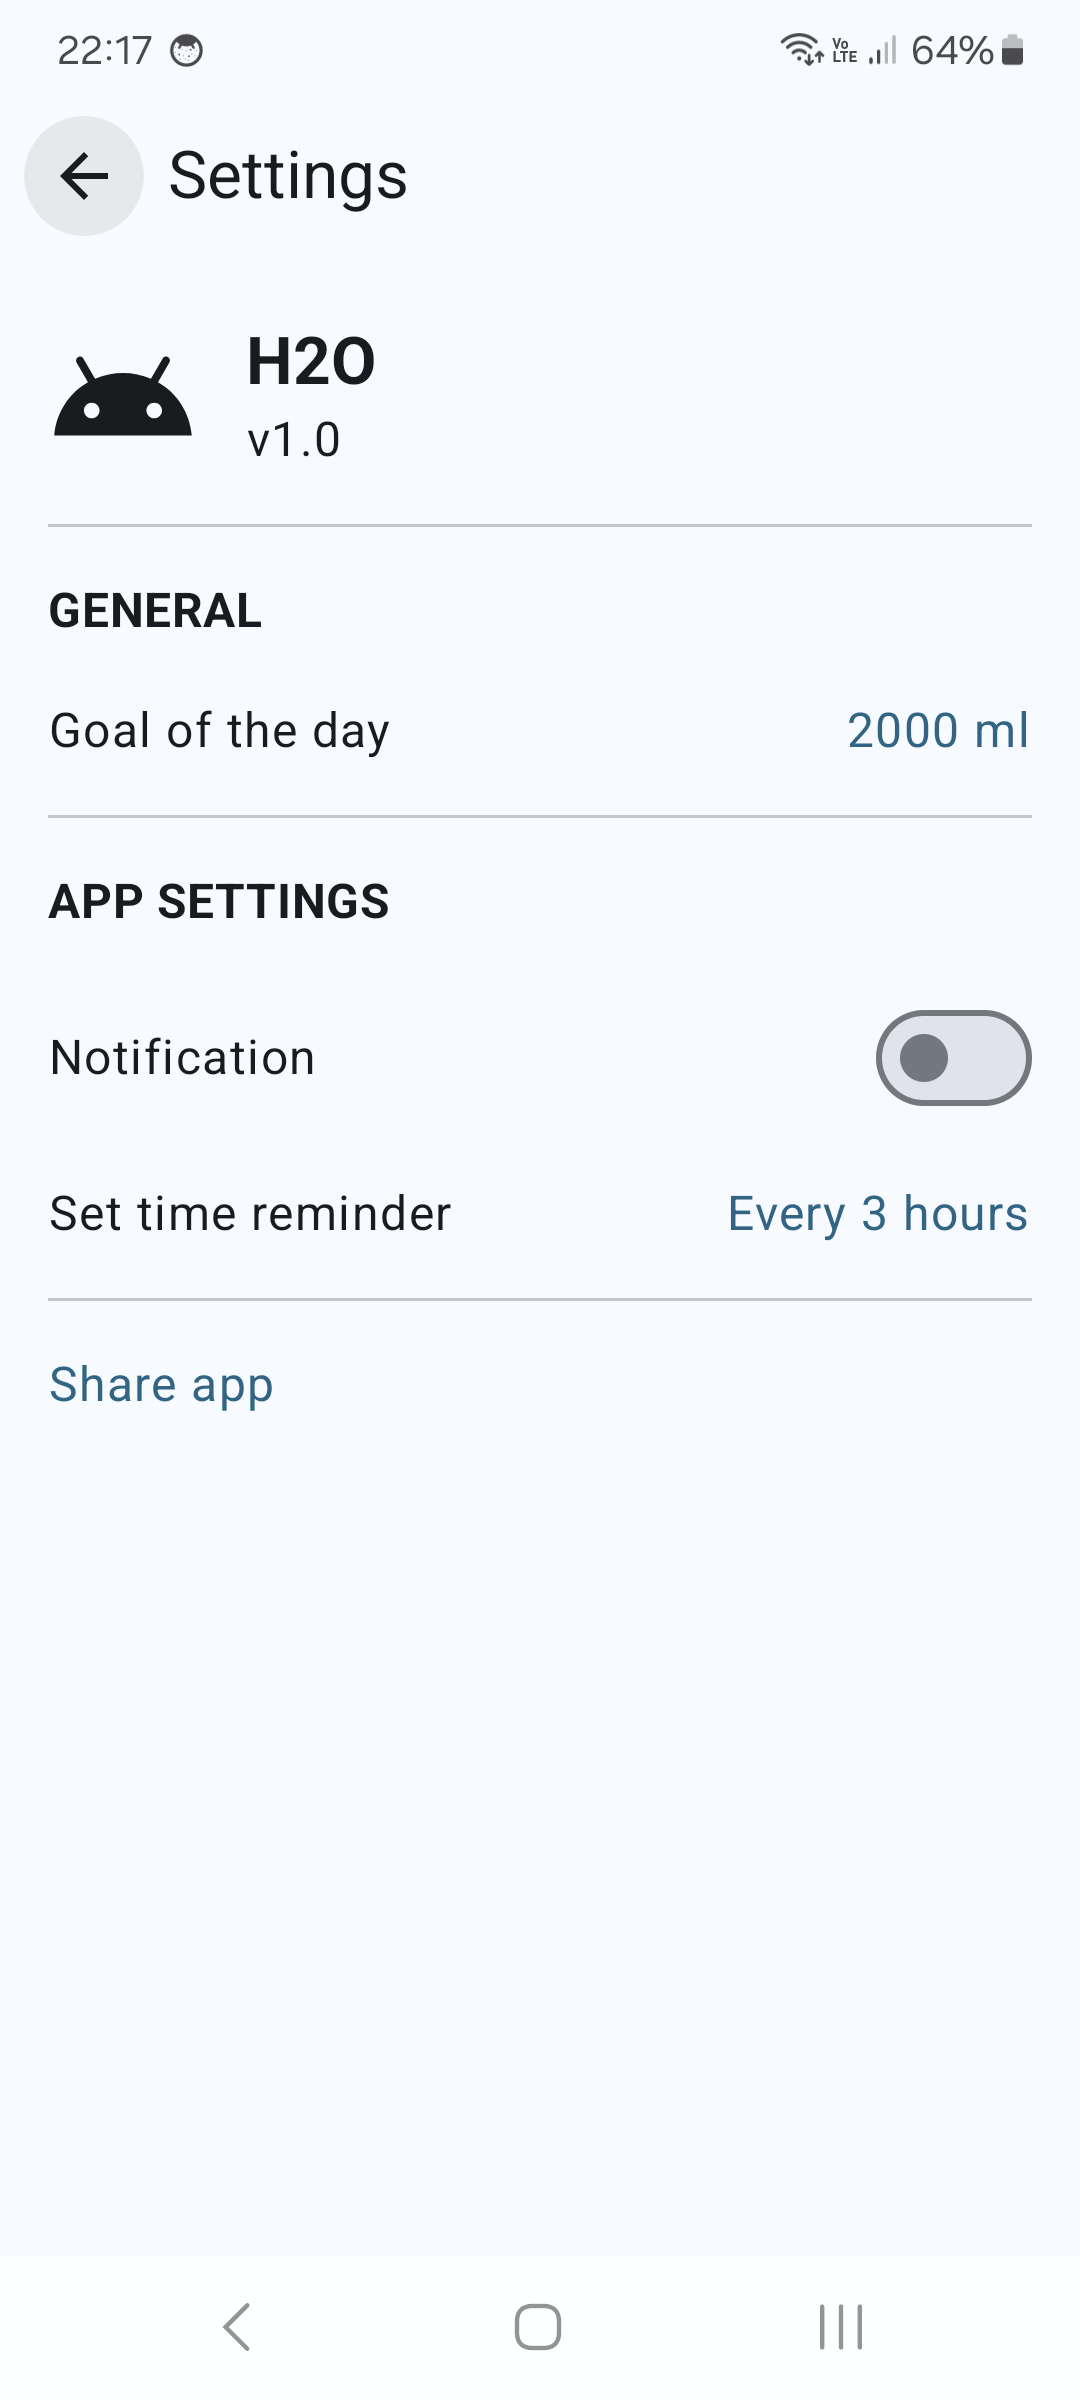 22:17
Vo LTE 64%
Settings
H2O
v1.0
GENERAL
Goal of the day 2000 ml
APP SETTINGS
Notification
Set time reminder Every 3 hours
Share app